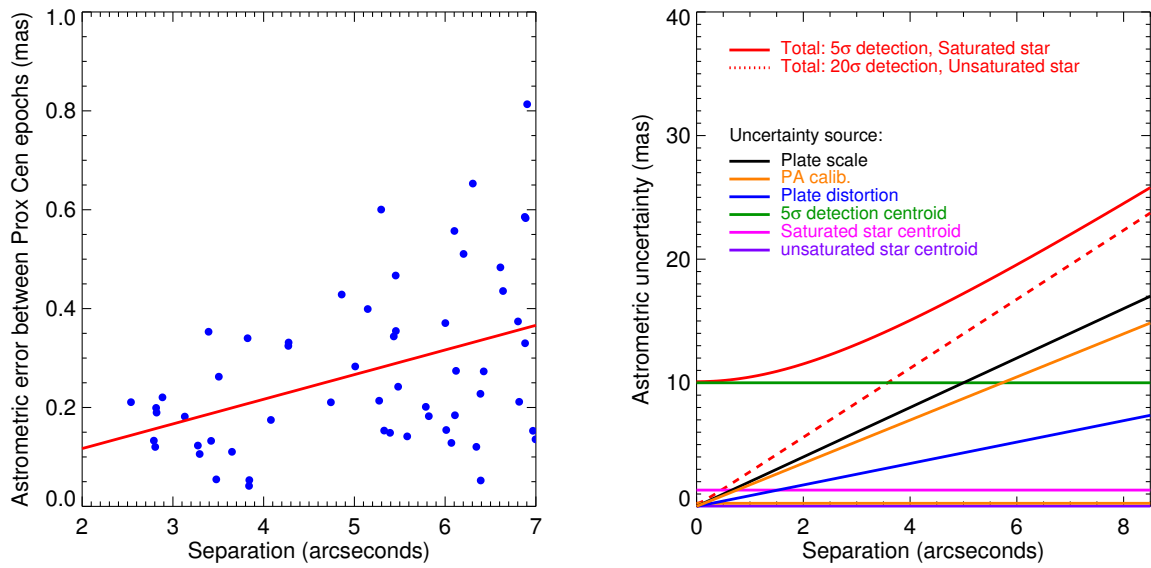 Astrometric error between Prox Cen epochs (mas)
1.0
0.8
0.6
0.4
0.2
0.0
2 3 4 5 6 7
Separation (arcseconds)
Astrometric uncertainty (mas)
40
30
20
10
0
Total: 5σ detection, Saturated star
Total: 20σ detection, Unsaturated star
Uncertainty source:
Plate scale
PA calib.
Plate distortion
5σ detection centroid
Saturated star centroid
unsaturated star centroid
0 2 4 6 8
Separation (arcseconds)